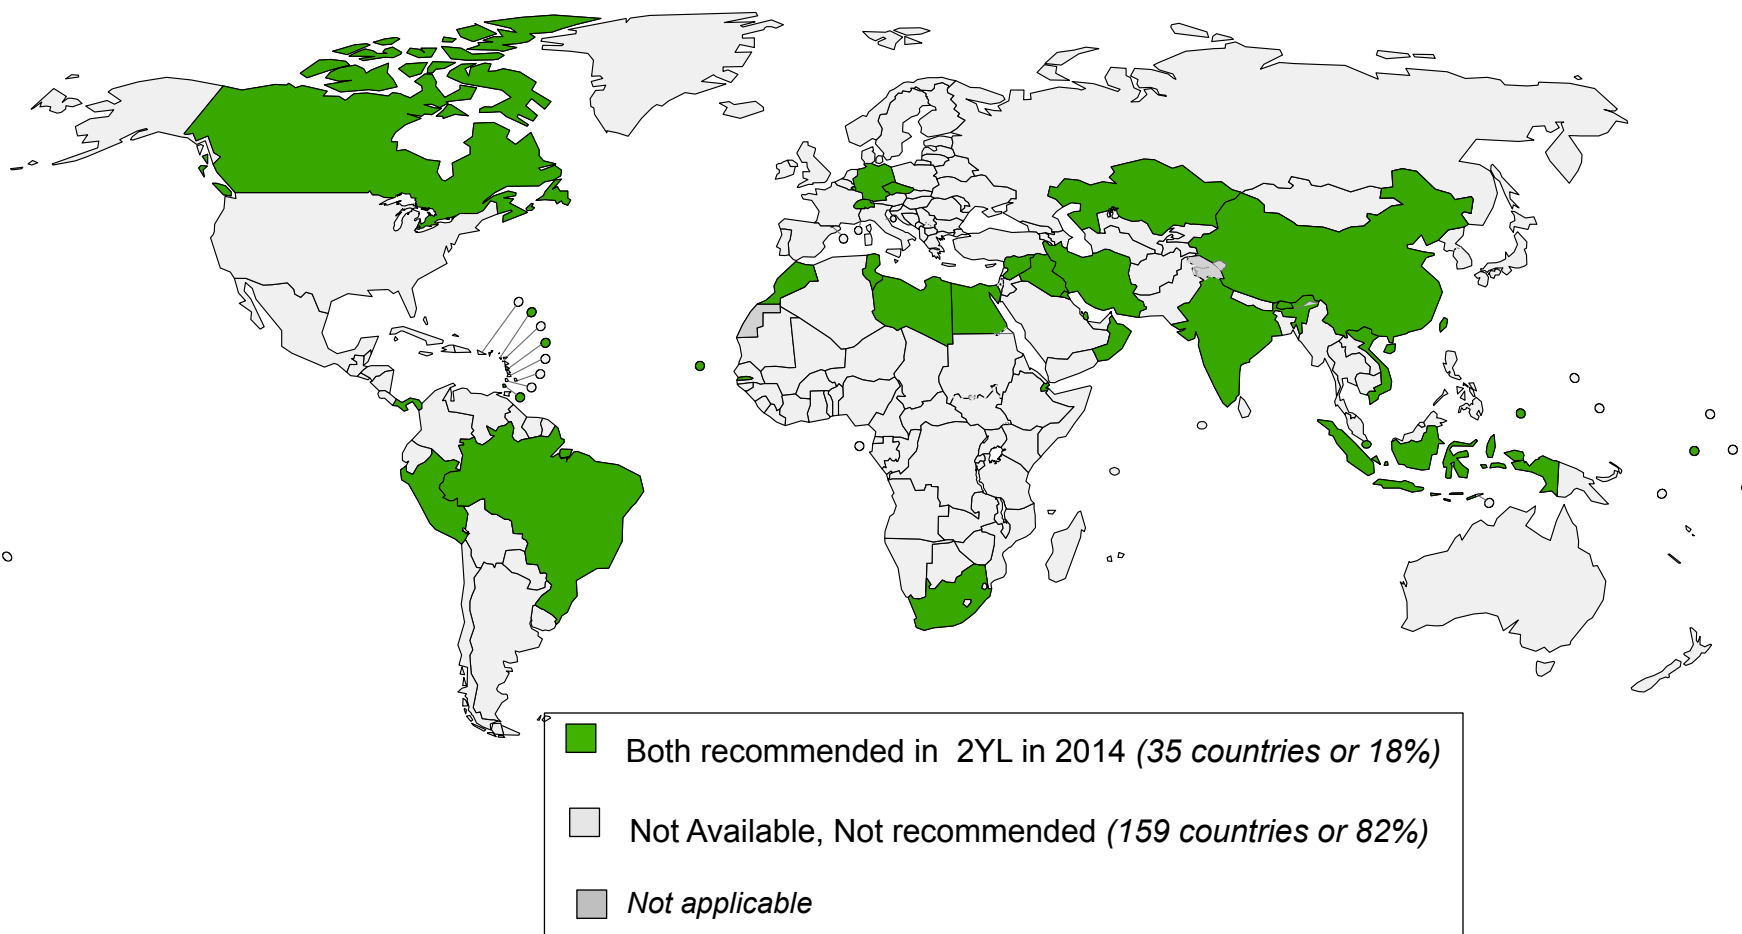 Both recommended in  2YL in 2014 (35 countries or 18%)
Not Available, Not recommended (159 countries or 82%)
Not applicable